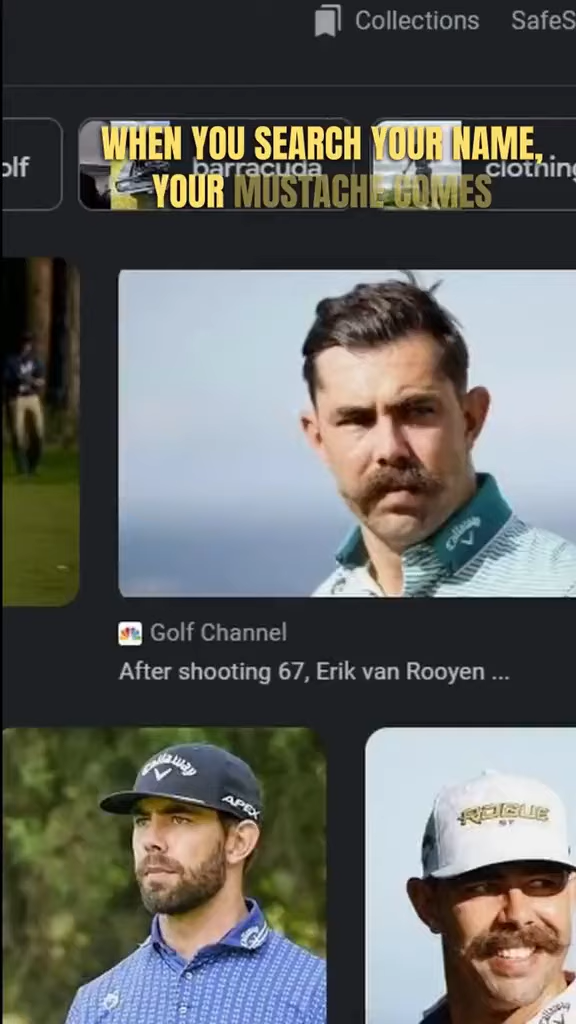 Collections SafeS
WHEN YOU SEARCH YOUR NAME,
olf barracuda clothing
YOUR MUSTACHE COMES
Callaway
Golf Channel
After shooting 67, Erik van Rooyen ...
Callaway
APEX
ROGUE
ST